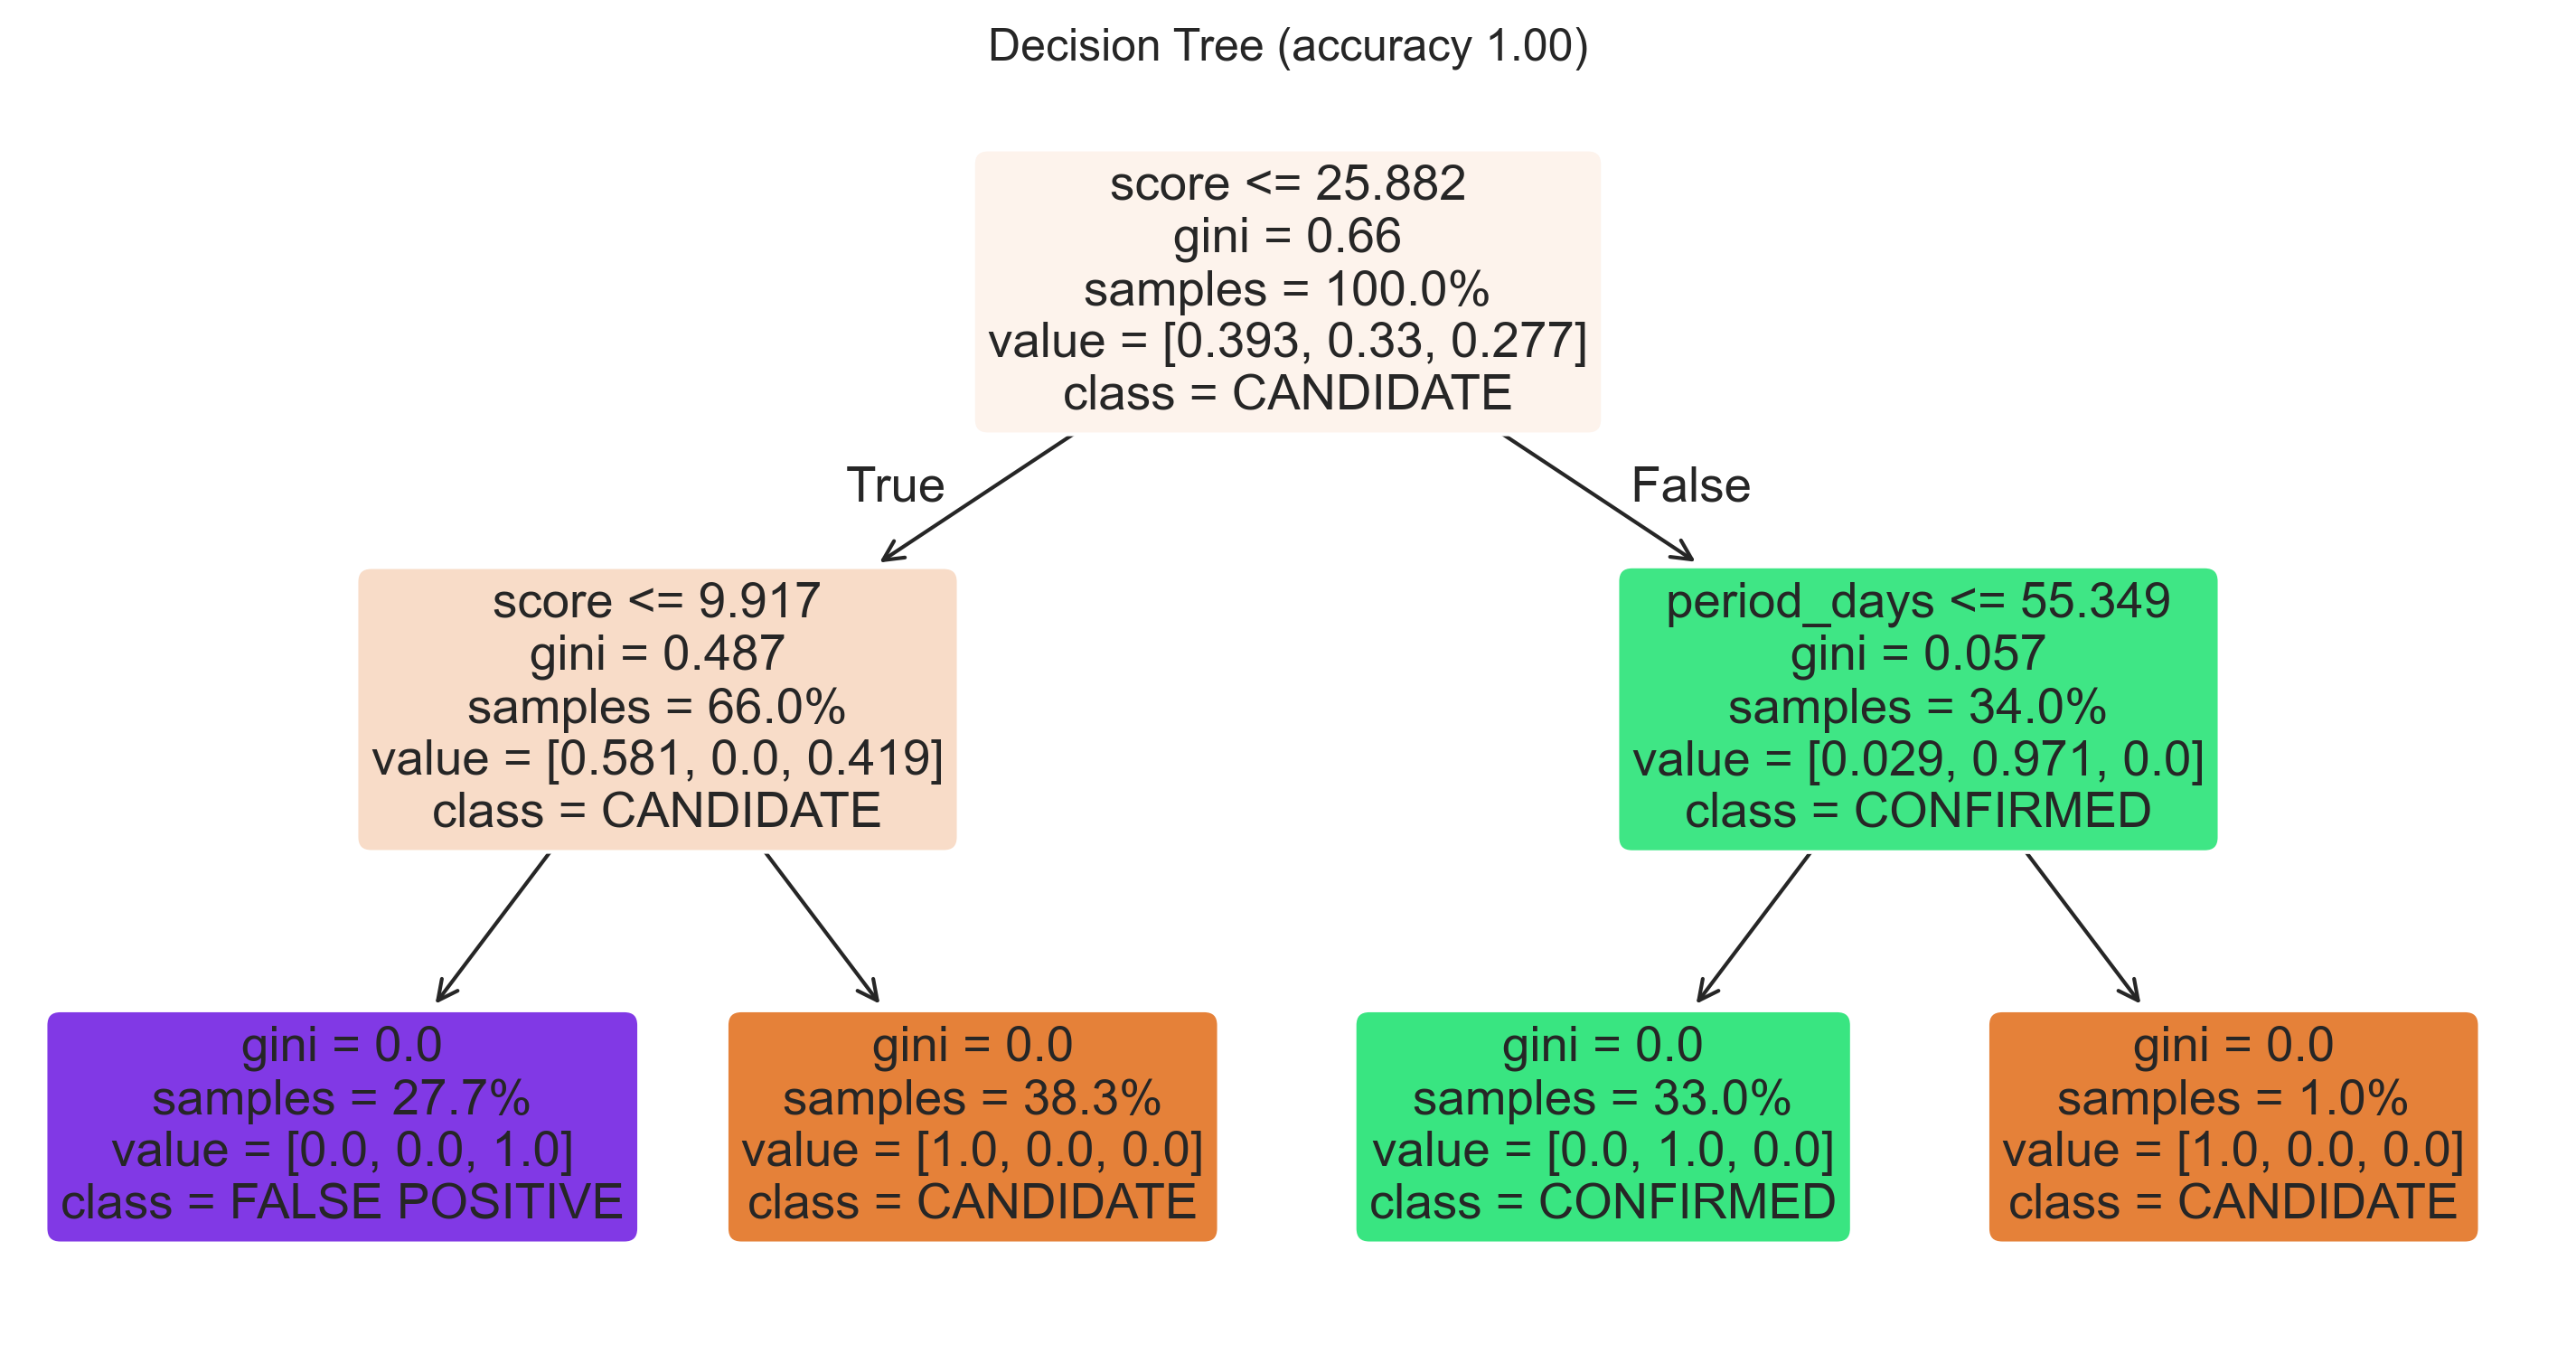 Decision Tree (accuracy 1.00)
score <= 25.882
gini = 0.66
samples = 100.0%
value = [0.393, 0.33, 0.277]
class = CANDIDATE
True
False
score <= 9.917
gini = 0.487
samples = 66.0%
value = [0.581, 0.0, 0.419]
class = CANDIDATE
period_days <= 55.349
gini = 0.057
samples = 34.0%
value = [0.029, 0.971, 0.0]
class = CONFIRMED
gini = 0.0
samples = 27.7%
value = [0.0, 0.0, 1.0]
class = FALSE POSITIVE
gini = 0.0
samples = 38.3%
value = [1.0, 0.0, 0.0]
class = CANDIDATE
gini = 0.0
samples = 33.0%
value = [0.0, 1.0, 0.0]
class = CONFIRMED
gini = 0.0
samples = 1.0%
value = [1.0, 0.0, 0.0]
class = CANDIDATE